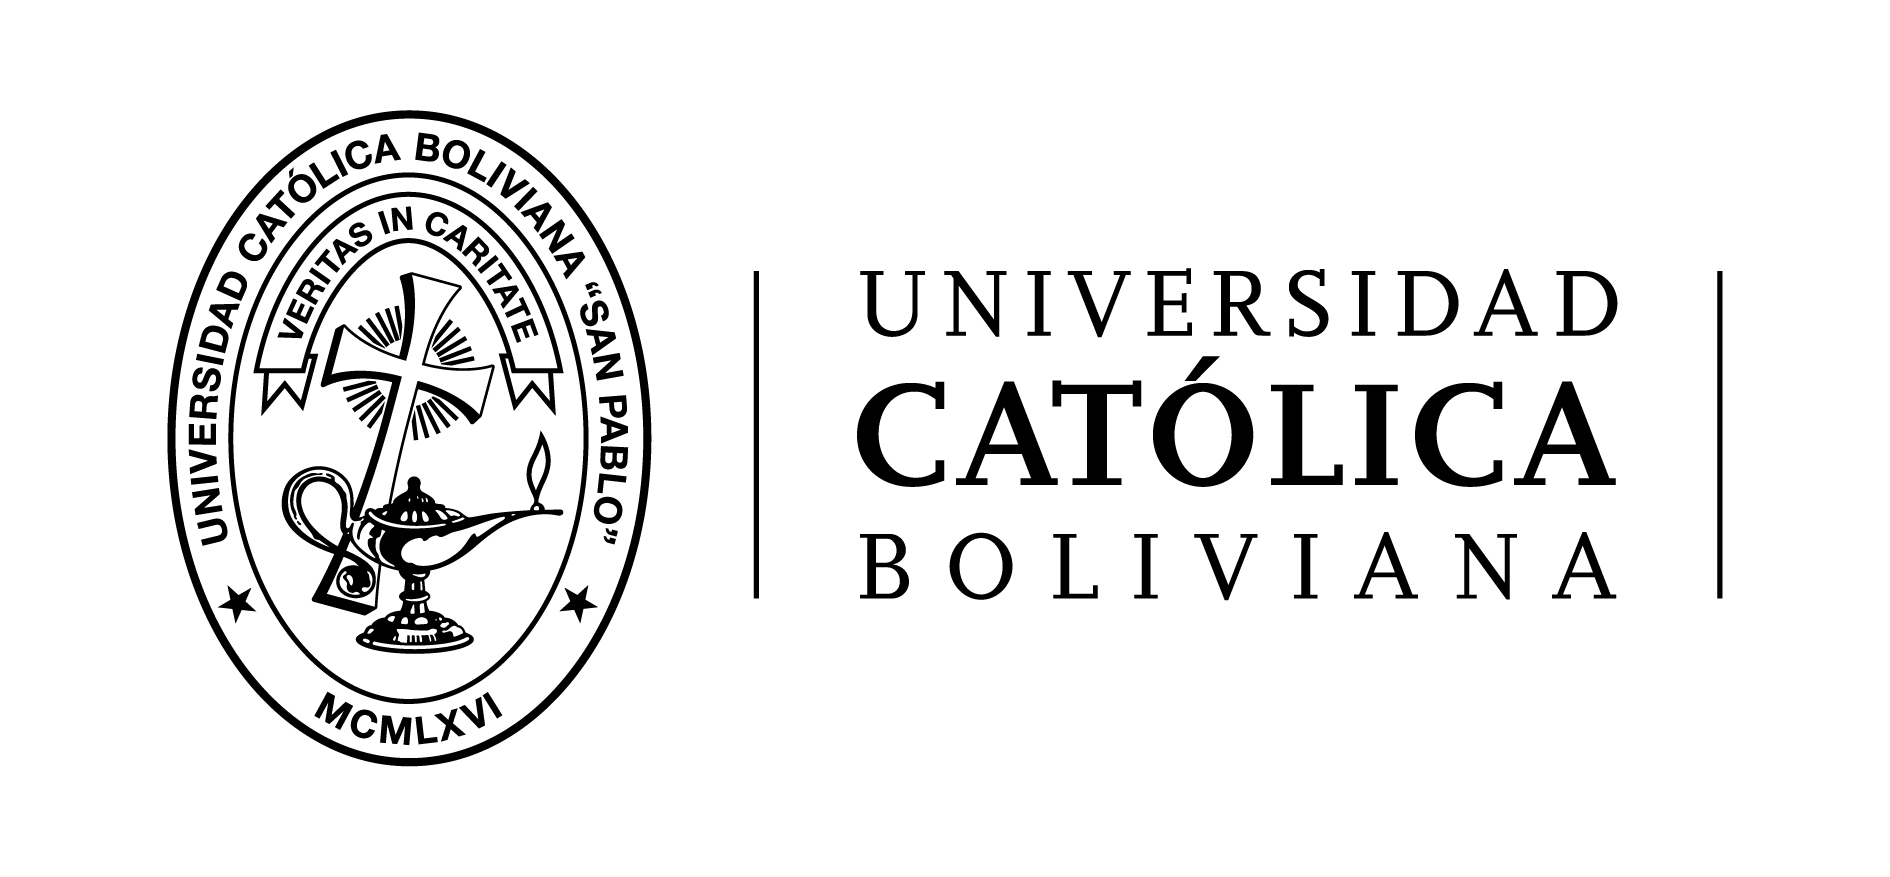 UNIVERSIDAD CATÓLICA BOLIVIANA “SAN PABLO”
VERITAS IN CARITATE
MCMLXVI
UNIVERSIDAD
CATÓLICA
BOLIVIANA